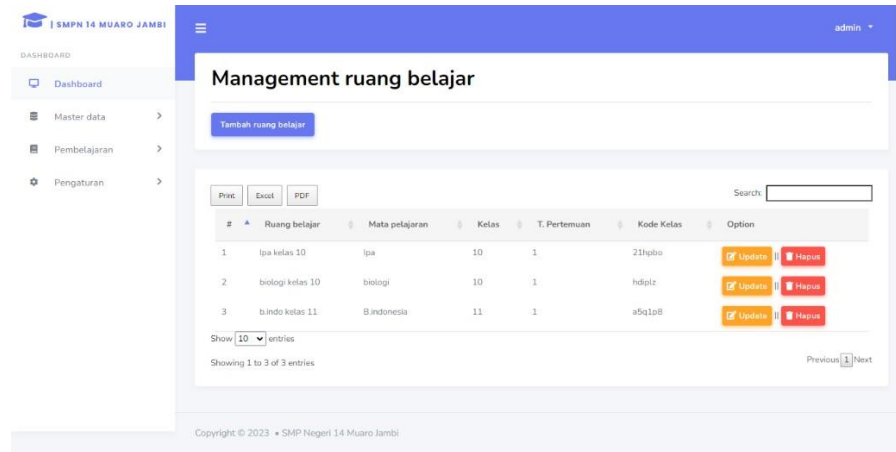 | SMPN 14 MUARO JAMBI
admin
DASHBOARD
Dashboard
Master data
Pembelajaran
Pengaturan
Management ruang belajar
Tambah ruang belajar
Print Excel PDF
Search:
# Ruang belajar Mata pelajaran Kelas T. Pertemuan Kode Kelas Option
1 Ipa kelas 10 Ipa 10 1 21hpbo Update || Hapus
2 biologi kelas 10 biologi 10 1 hdiplz Update || Hapus
3 b.indo kelas 11 B.indonesia 11 1 a5q1p8 Update || Hapus
Show 10 entries
Showing 1 to 3 of 3 entries
Previous 1 Next
Copyright © 2023 • SMP Negeri 14 Muaro Jambi